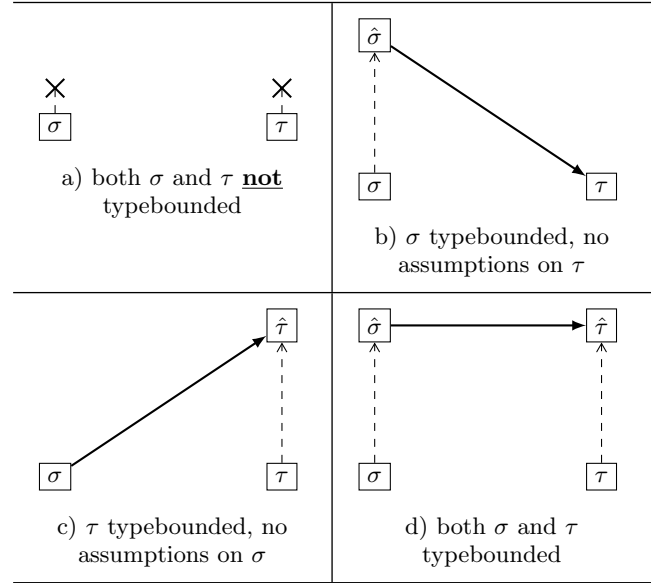 σ τ
a) both σ and τ not
typebounded
σ̂
σ τ
b) σ typebounded, no
assumptions on τ
τ̂
σ τ
c) τ typebounded, no
assumptions on σ
σ̂ τ̂
σ τ
d) both σ and τ
typebounded